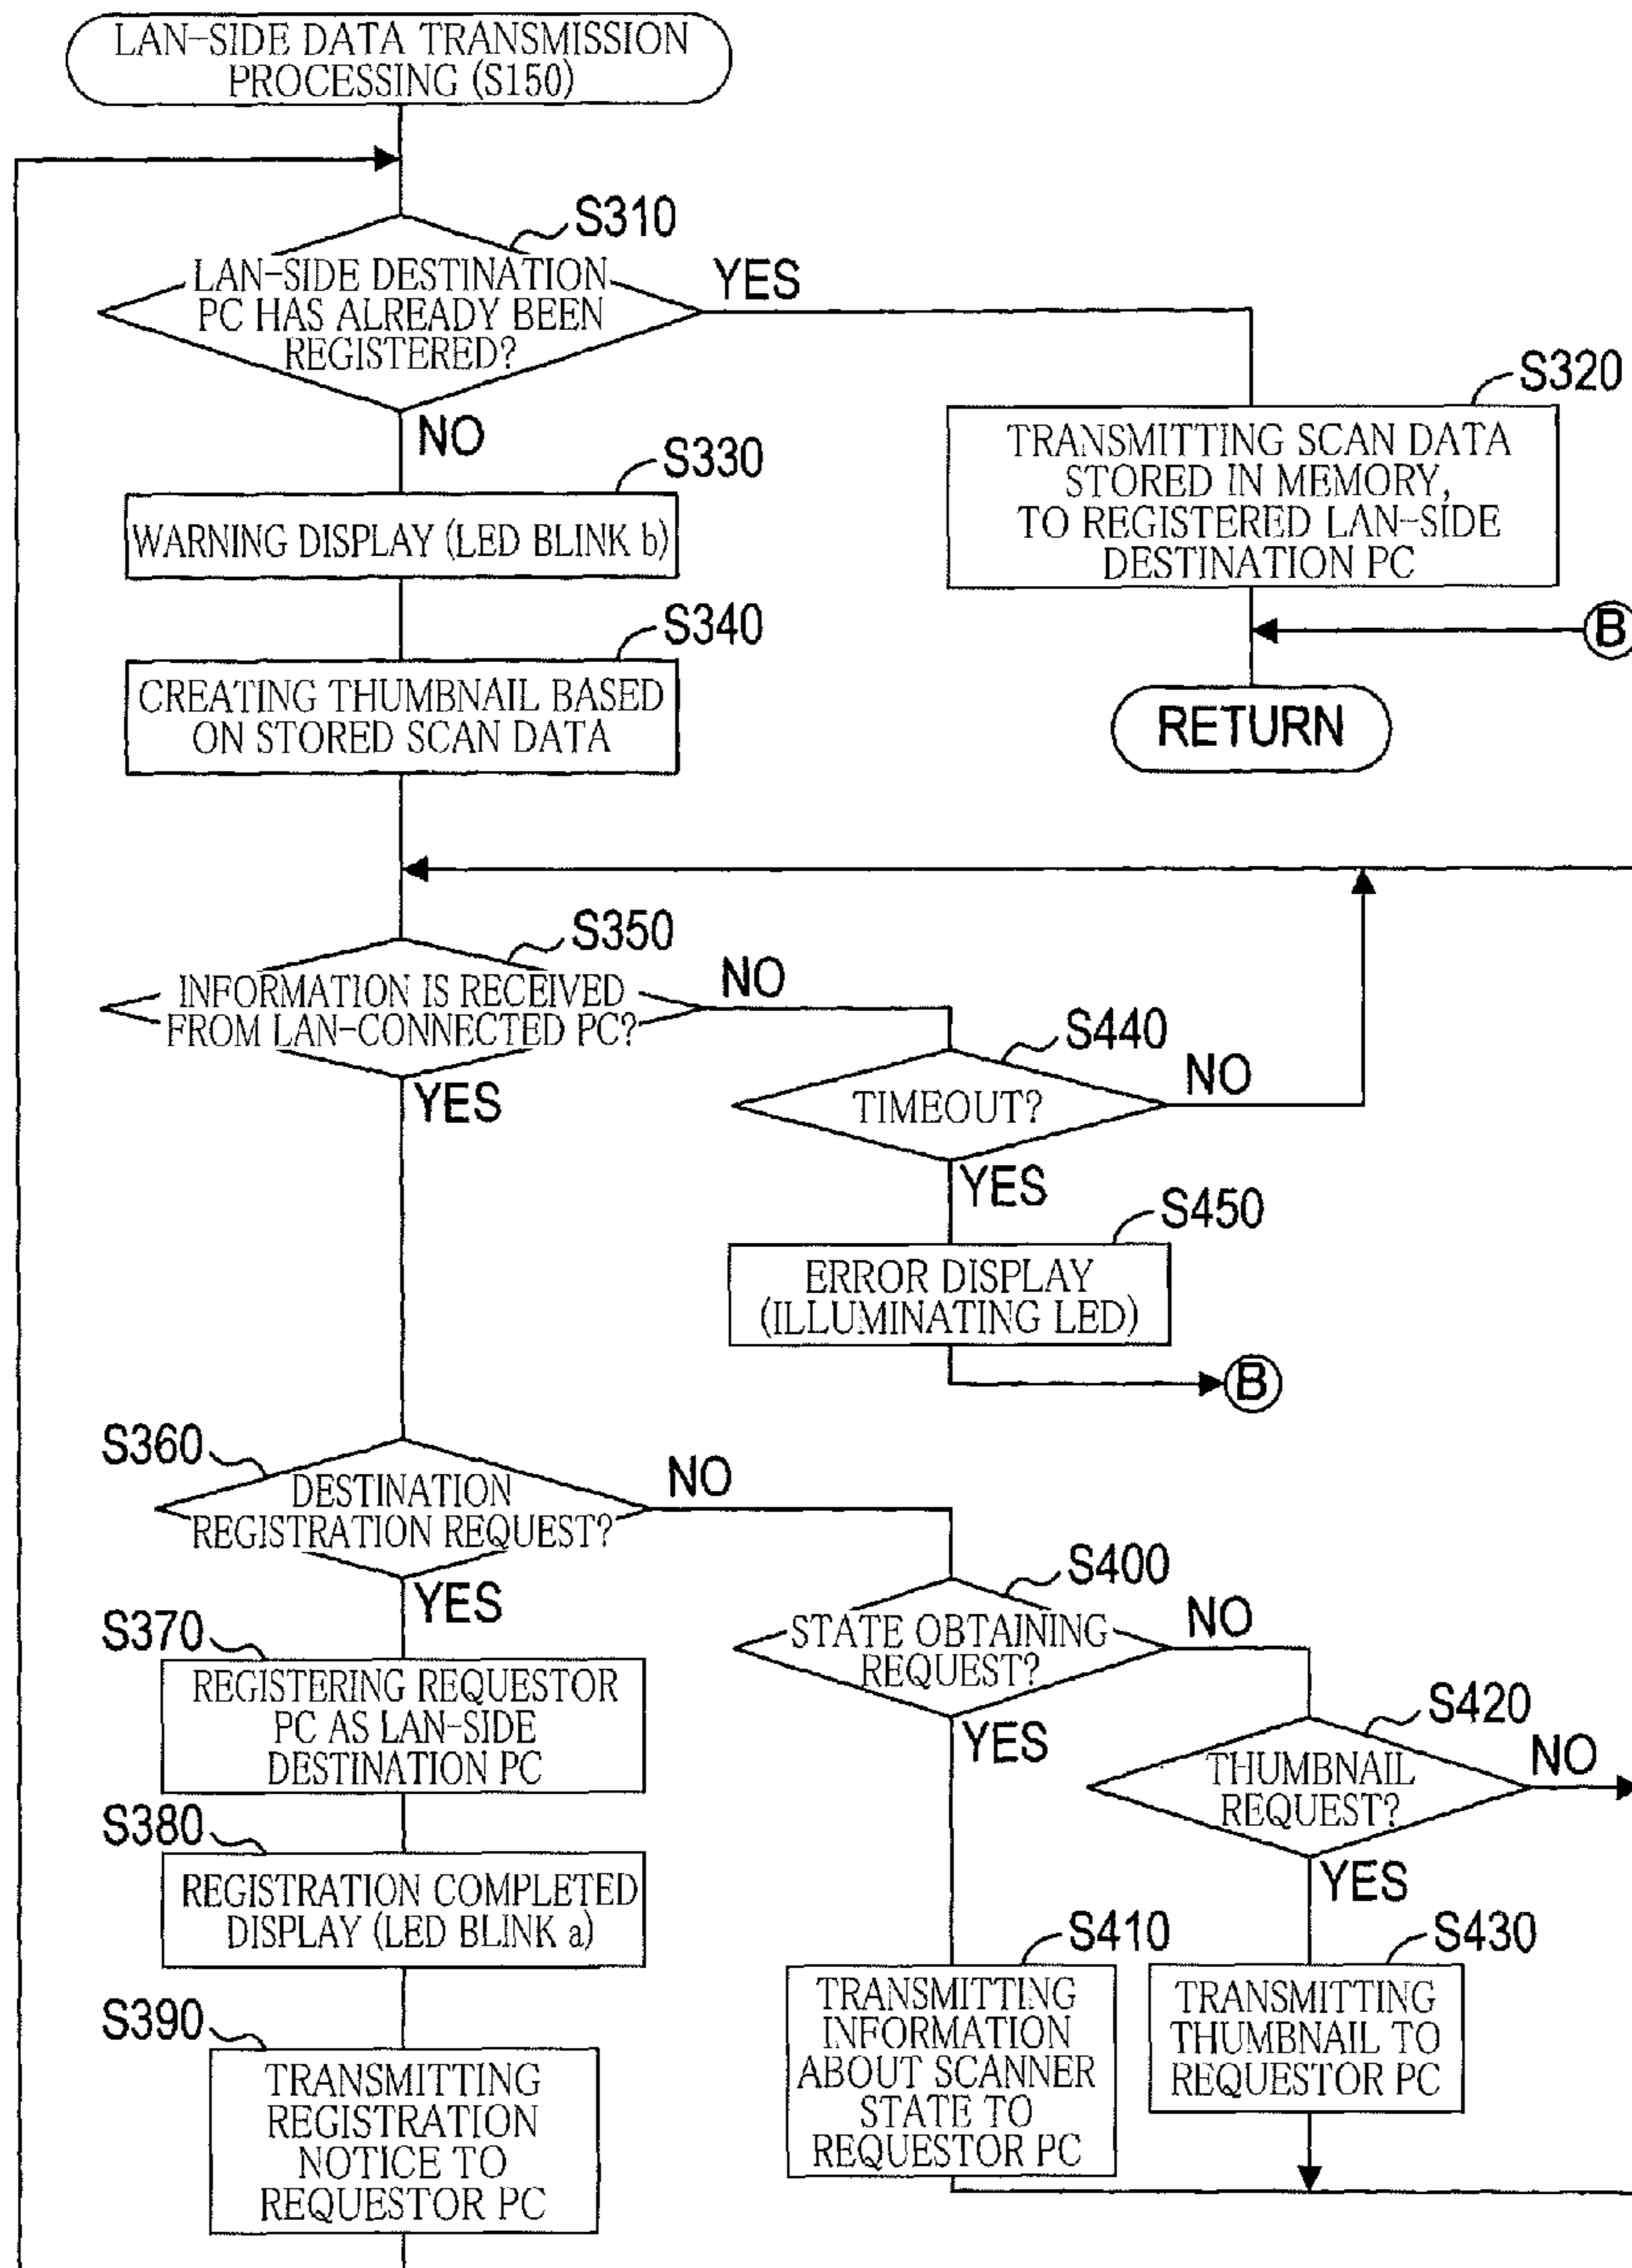 LAN-SIDE DATA TRANSMISSION
PROCESSING (S150)
S310
LAN-SIDE DESTINATION
PC HAS ALREADY BEEN
REGISTERED?
YES
NO
S320
TRANSMITTING SCAN DATA
STORED IN MEMORY,
TO REGISTERED LAN-SIDE
DESTINATION PC
B
RETURN
S330
WARNING DISPLAY (LED BLINK b)
S340
CREATING THUMBNAIL BASED
ON STORED SCAN DATA
S350
INFORMATION IS RECEIVED
FROM LAN-CONNECTED PC?
NO
YES
S440
TIMEOUT?
NO
YES
S450
ERROR DISPLAY
(ILLUMINATING LED)
B
S360
DESTINATION
REGISTRATION REQUEST?
NO
YES
S370
REGISTERING REQUESTOR
PC AS LAN-SIDE
DESTINATION PC
S380
REGISTRATION COMPLETED
DISPLAY (LED BLINK a)
S390
TRANSMITTING
REGISTRATION
NOTICE TO
REQUESTOR PC
S400
STATE OBTAINING
REQUEST?
NO
YES
S410
TRANSMITTING
INFORMATION
ABOUT SCANNER
STATE TO
REQUESTOR PC
S420
THUMBNAIL
REQUEST?
NO
YES
S430
TRANSMITTING
THUMBNAIL TO
REQUESTOR PC